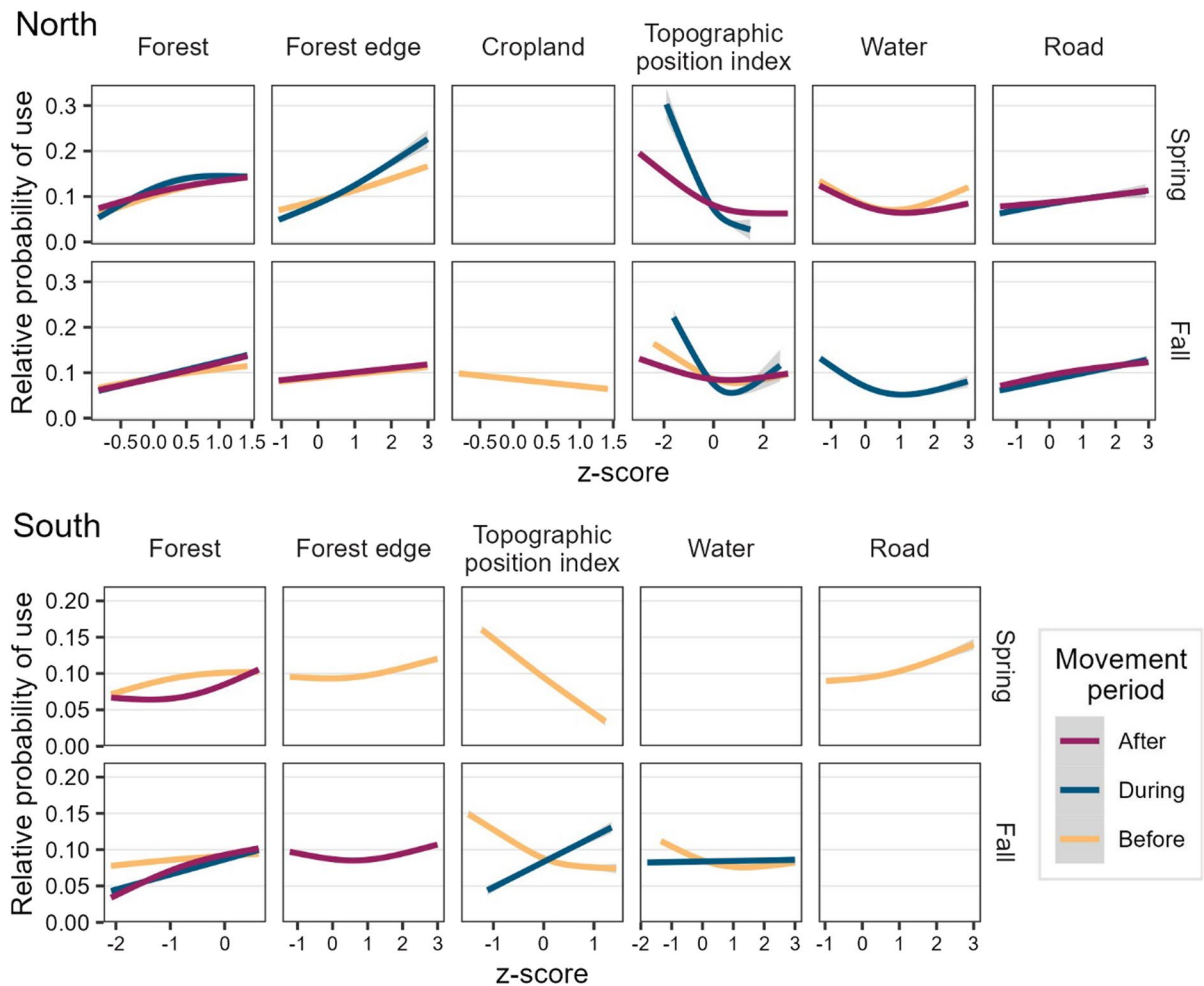 North
Forest
Forest edge
Cropland
Topographic
position index
Water
Road
Relative probability of use
0.3
0.2
0.1
0.0
Spring
0.3
0.2
0.1
0.0
Fall
-0.5 0.0 0.5 1.0 1.5
-1 0 1 2 3
-0.5 0.0 0.5 1.0 1.5
-2 0 2
-1 0 1 2 3
-1 0 1 2 3
z-score
South
Forest
Forest edge
Topographic
position index
Water
Road
Relative probability of use
0.20
0.15
0.10
0.05
0.00
Spring
0.20
0.15
0.10
0.05
0.00
Fall
-2 -1 0
-1 0 1 2 3
-1 0 1
-2 -1 0 1 2 3
-1 0 1 2 3
z-score
Movement
period
After
During
Before